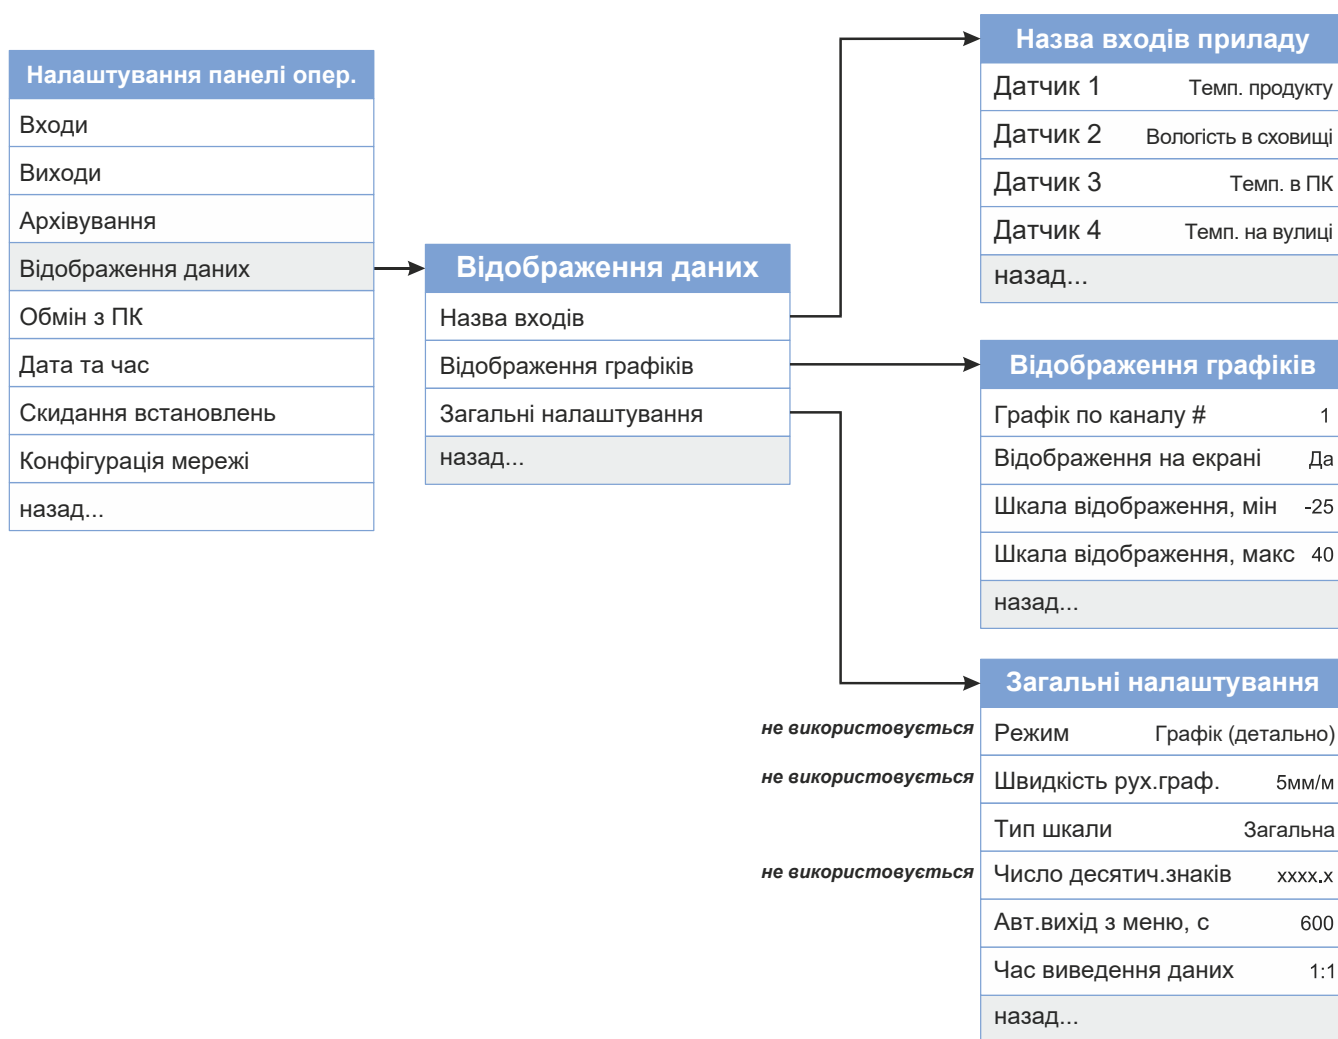 Налаштування панелі опер.
Входи
Виходи
Архівування
Відображення даних
Обмін з ПК
Дата та час
Скидання встановлень
Конфігурація мережі
назад...
Відображення даних
Назва входів
Відображення графіків
Загальні налаштування
назад...
Назва входів приладу
Датчик 1 Темп. продукту
Датчик 2 Вологість в сховищі
Датчик 3 Темп. в ПК
Датчик 4 Темп. на вулиці
назад...
Відображення графіків
Графік по каналу # 1
Відображення на екрані Да
Шкала відображення, мін -25
Шкала відображення, макс 40
назад...
Загальні налаштування
не використовується Режим Графік (детально)
не використовується Швидкість рух.граф. 5мм/м
Тип шкали Загальна
не використовується Число десятич.знаків xxxx.x
Авт.вихід з меню, с 600
Час виведення даних 1:1
назад...